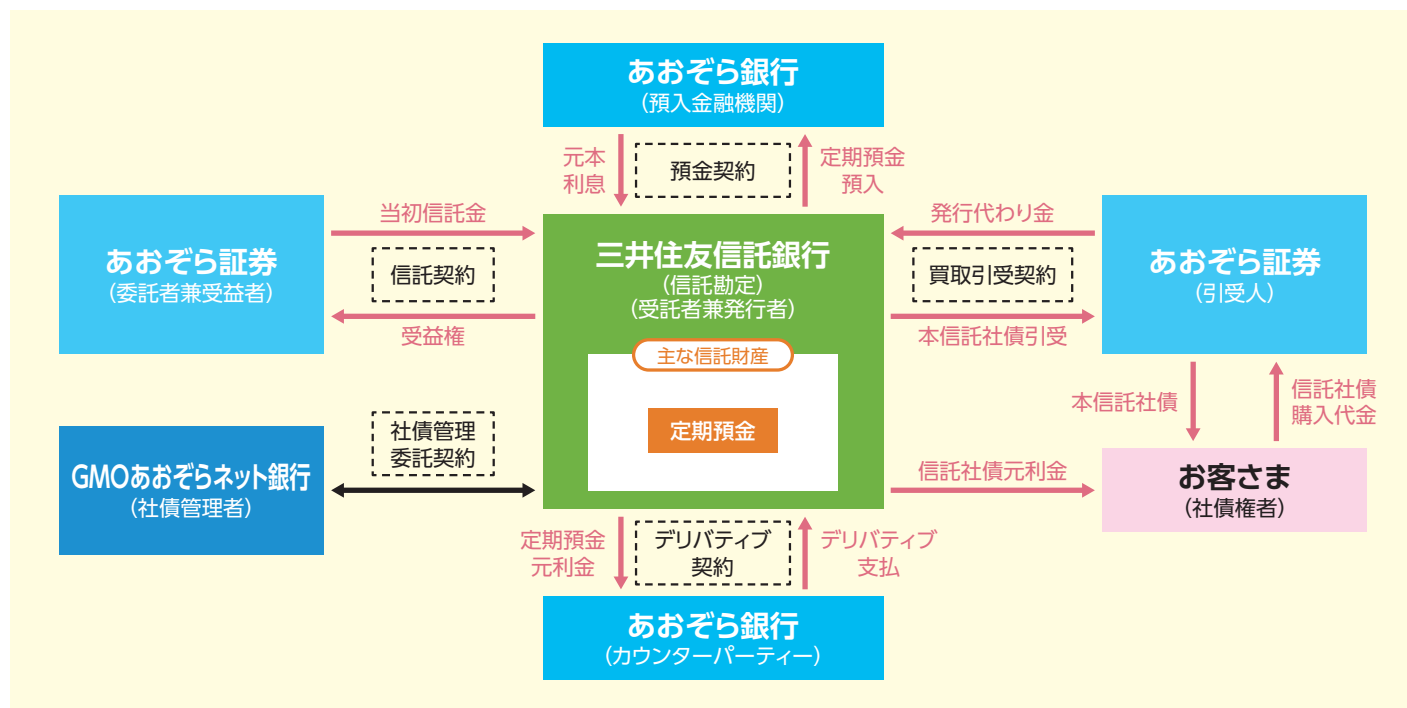 あおぞら銀行
（預入金融機関）
元本
利息
預金契約
定期預金
預入
あおぞら証券
（委託者兼受益者）
当初信託金
信託契約
受益権
三井住友信託銀行
（信託勘定）
（受託者兼発行者）
主な信託財産
定期預金
発行代わり金
買取引受契約
本信託社債引受
あおぞら証券
（引受人）
本信託社債
信託社債
購入代金
GMOあおぞらネット銀行
（社債管理者）
社債管理
委託契約
信託社債元利金
お客さま
（社債権者）
定期預金
元利金
デリバティブ
契約
デリバティブ
支払
あおぞら銀行
（カウンターパーティー）